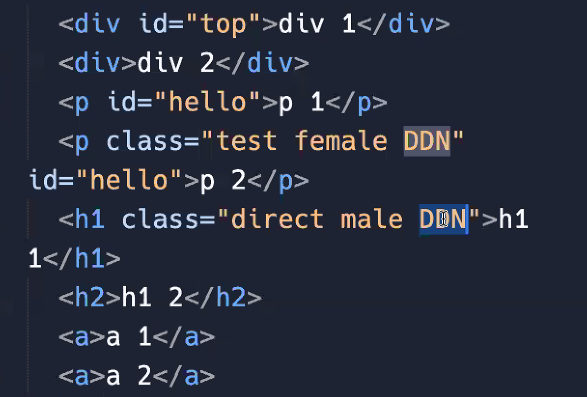 <div id="top">div 1</div>
<div>div 2</div>
<p id="hello">p 1</p>
<p class="test female DDN"
id="hello">p 2</p>
<h1 class="direct male DDN">h1
1</h1>
<h2>h1 2</h2>
<a>a 1</a>
<a>a 2</a>